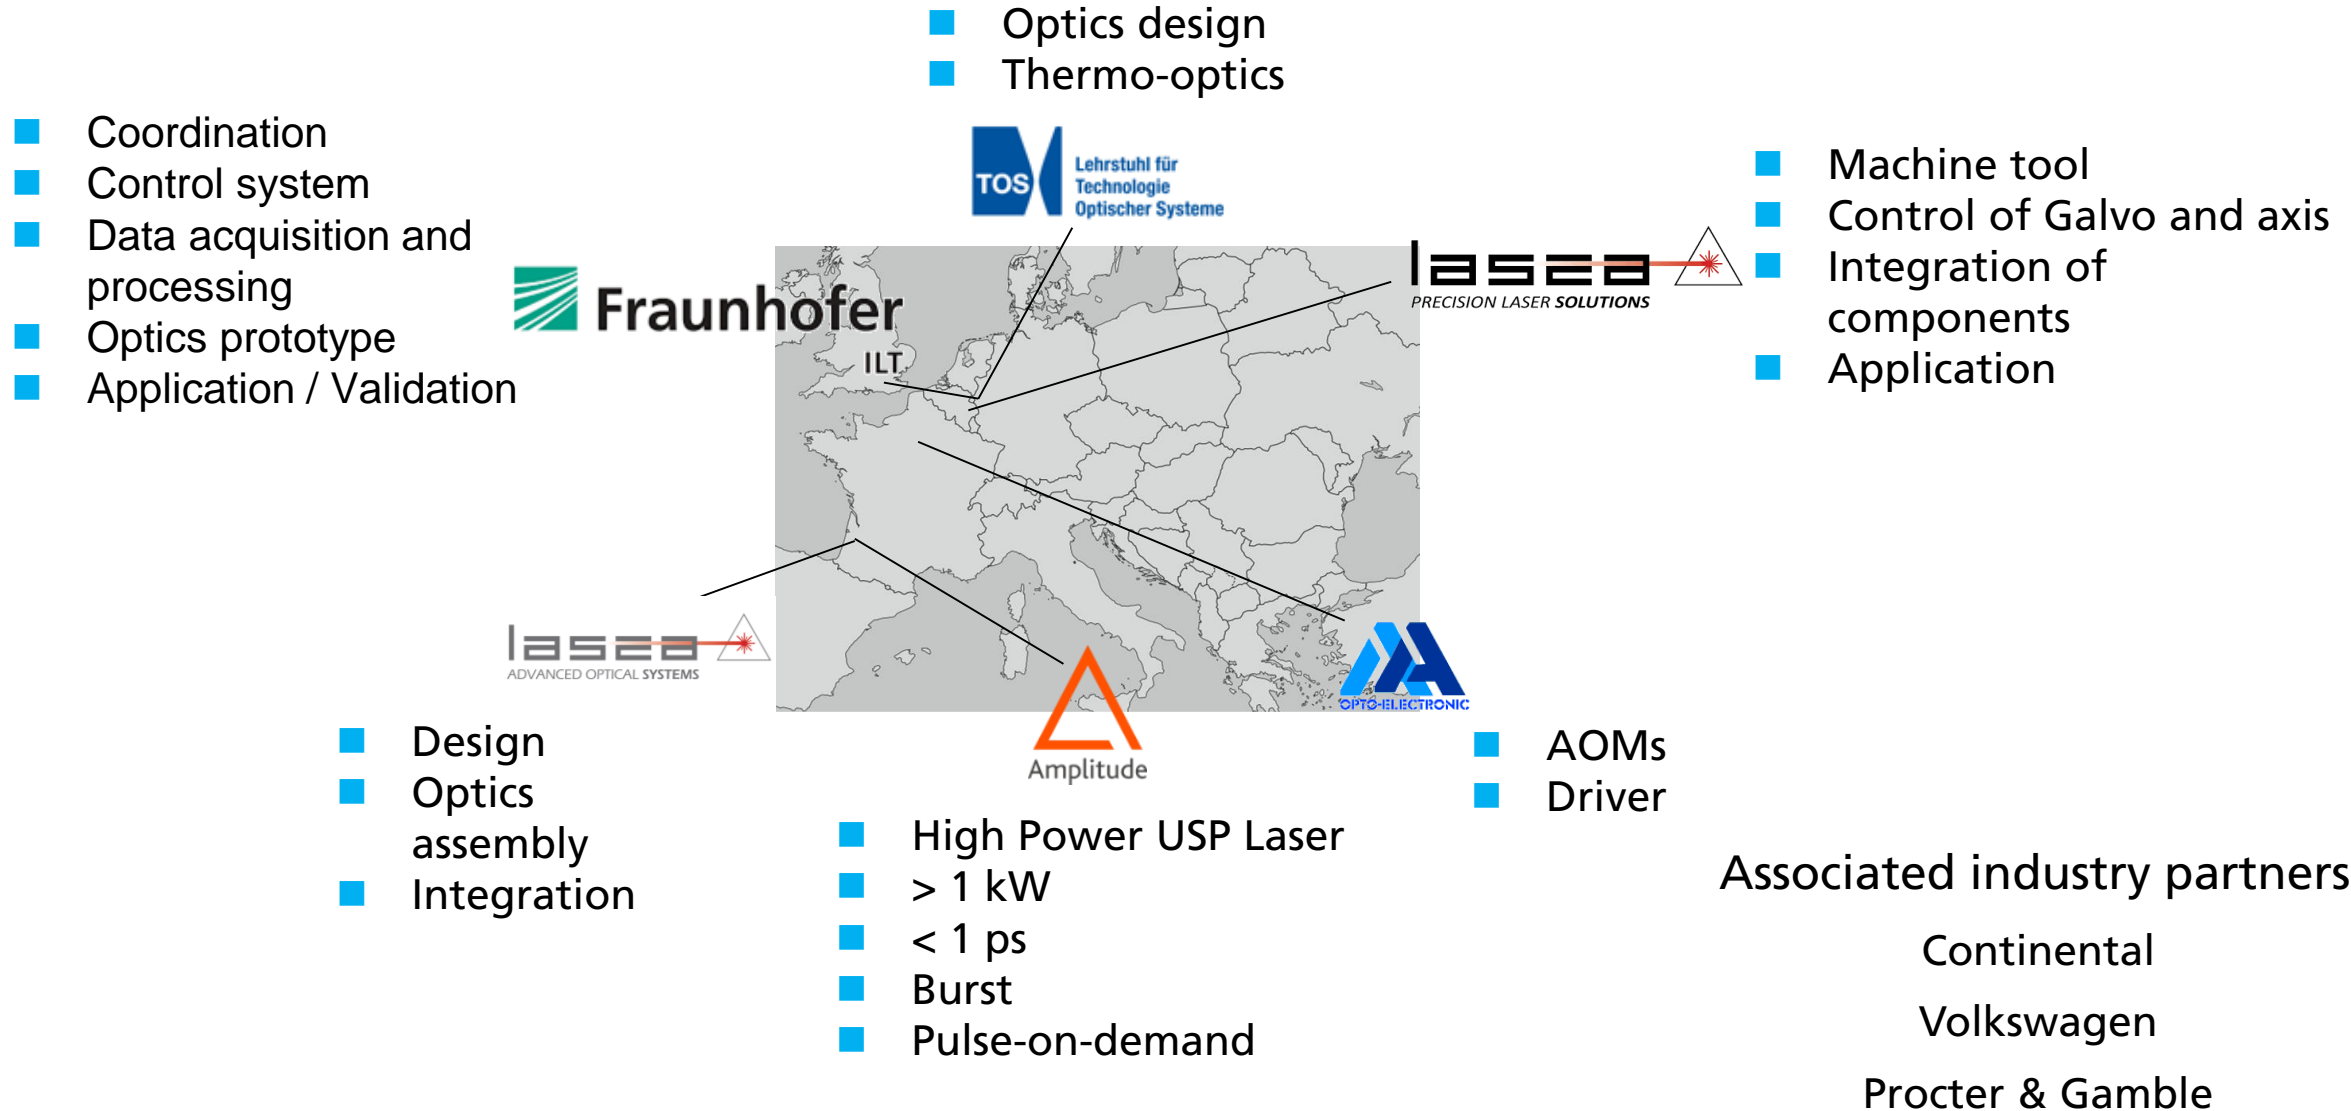 Optics design
Thermo-optics
Coordination
Control system
Data acquisition and
processing
Optics prototype
Application / Validation
TOS
Lehrstuhl für
Technologie
Optischer Systeme
Fraunhofer
ILT
lasea
PRECISION LASER SOLUTIONS
Machine tool
Control of Galvo and axis
Integration of
components
Application
lasea
ADVANCED OPTICAL SYSTEMS
Design
Optics
assembly
Integration
Amplitude
High Power USP Laser
> 1 kW
< 1 ps
Burst
Pulse-on-demand
AA
OPTO-ELECTRONIC
AOMs
Driver
Associated industry partners
Continental
Volkswagen
Procter & Gamble